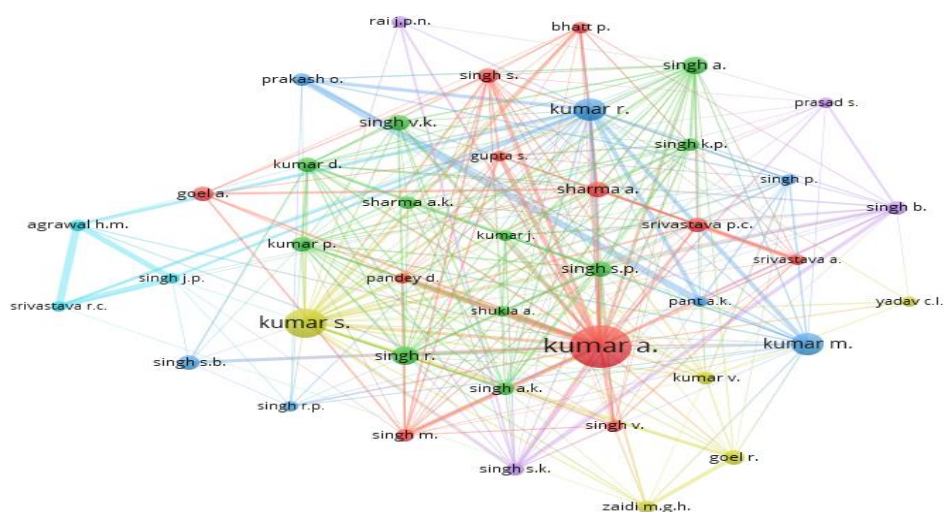 rai j.p.n.
bhatt p.
singh a.
singh s.
prakash o.
prasad s.
kumar r.
singh v.k.
singh k.p.
gupta s.
kumar d.
singh p.
sharma a.
goel a.
sharma a.k.
singh b.
agrawal h.m.
srivastava p.c.
kumar j.
kumar p.
srivastava a.
singh s.p.
singh j.p.
pandey d.
srivastava r.c.
pant a.k.
yadav c.l.
shukla a.
kumar s.
kumar a.
kumar m.
singh r.
singh s.b.
kumar v.
singh a.k.
singh r.p.
singh v.
singh m.
goel r.
singh s.k.
zaidi m.g.h.